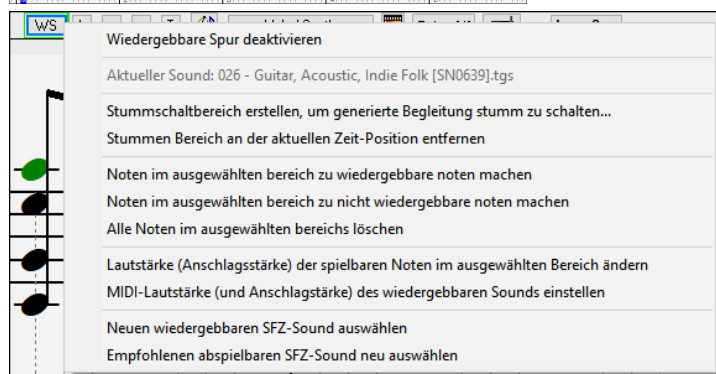 WS
Wiedergebbare Spur deaktivieren
Aktueller Sound: 026 - Guitar, Acoustic, Indie Folk [SN0639].tgs
Stummschaltbereich erstellen, um generierte Begleitung stumm zu schalten...
Stummen Bereich an der aktuellen Zeit-Position entfernen
Noten im ausgewählten bereich zu wiedergebbare noten machen
Noten im ausgewählten bereich zu nicht wiedergebbare noten machen
Alle Noten im ausgewählten bereichs löschen
Lautstärke (Anschlagsstärke) der spielbaren Noten im ausgewählten Bereich ändern
MIDI-Lautstärke (und Anschlagstärke) des wiedergebbaren Sounds einstellen
Neuen wiedergebbaren SFZ-Sound auswählen
Empfohlenen abspielbaren SFZ-Sound neu auswählen